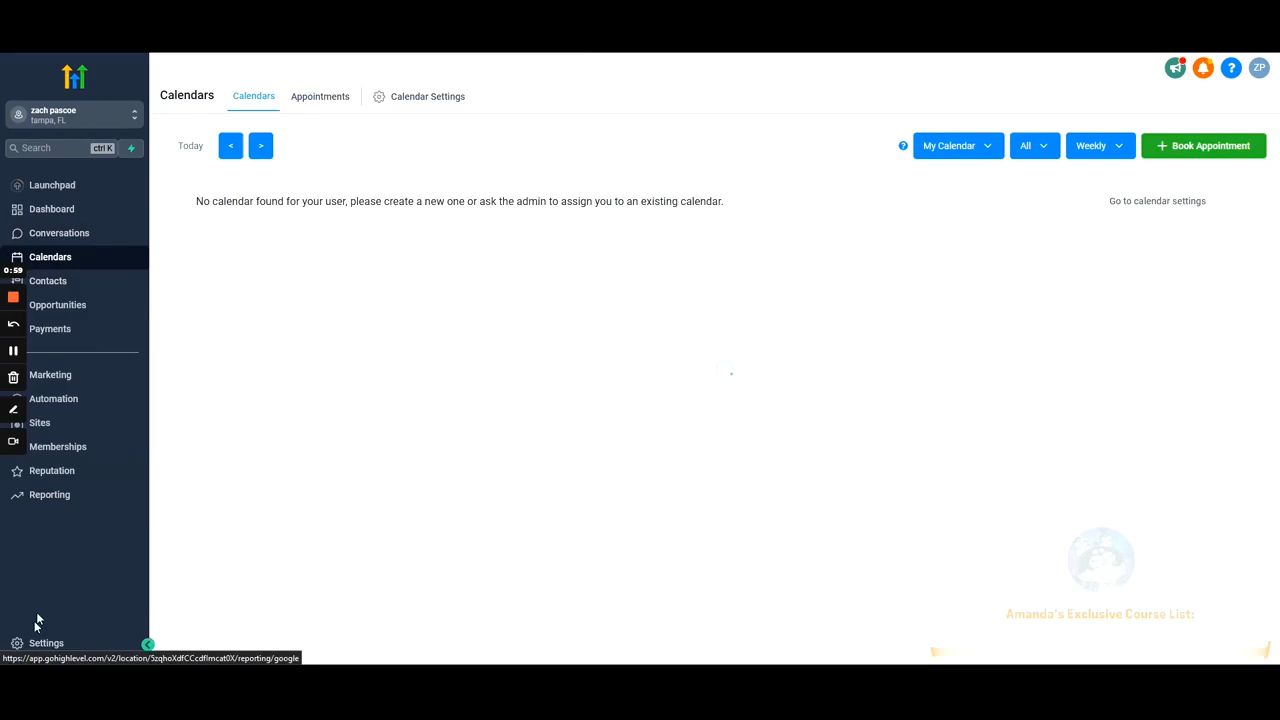 zach pascoe
tampa, FL
Search ctrl K
Launchpad
Dashboard
Conversations
Calendars
0:59
Contacts
Opportunities
Payments
Marketing
Automation
Sites
Memberships
Reputation
Reporting
Settings
https://app.gohighlevel.com/v2/location/5zqhoXdfCCcdfImcat0X/reporting/google
Calendars Calendars Appointments Calendar Settings
? ZP
Today < > ? My Calendar All Weekly + Book Appointment
No calendar found for your user, please create a new one or ask the admin to assign you to an existing calendar. Go to calendar settings
Amanda's Exclusive Course List: